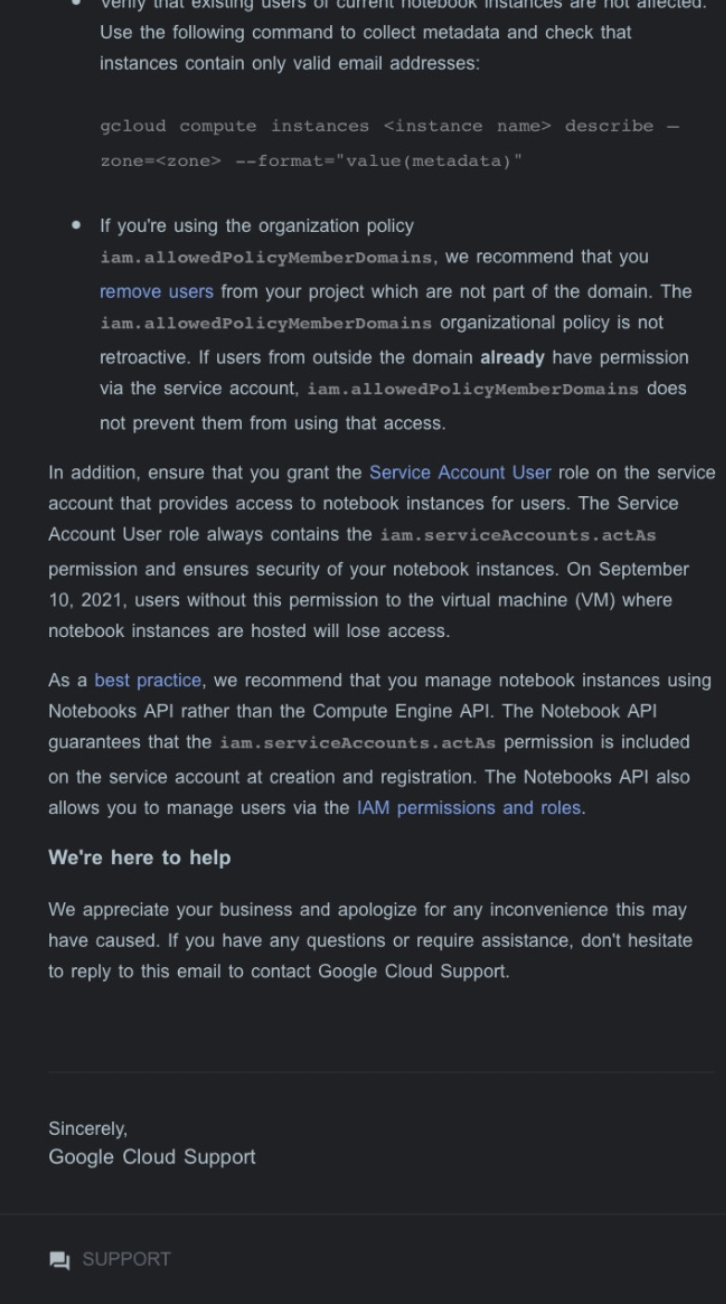 verify that existing users of current notebook instances are not affected.
Use the following command to collect metadata and check that
instances contain only valid email addresses:
gcloud compute instances <instance name> describe —
zone=<zone> --format="value(metadata)"
If you're using the organization policy
iam.allowedPolicyMemberDomains, we recommend that you
remove users from your project which are not part of the domain. The
iam.allowedPolicyMemberDomains organizational policy is not
retroactive. If users from outside the domain already have permission
via the service account, iam.allowedPolicyMemberDomains does
not prevent them from using that access.
In addition, ensure that you grant the Service Account User role on the service
account that provides access to notebook instances for users. The Service
Account User role always contains the iam.serviceAccounts.actAs
permission and ensures security of your notebook instances. On September
10, 2021, users without this permission to the virtual machine (VM) where
notebook instances are hosted will lose access.
As a best practice, we recommend that you manage notebook instances using
Notebooks API rather than the Compute Engine API. The Notebook API
guarantees that the iam.serviceAccounts.actAs permission is included
on the service account at creation and registration. The Notebooks API also
allows you to manage users via the IAM permissions and roles.
We're here to help
We appreciate your business and apologize for any inconvenience this may
have caused. If you have any questions or require assistance, don't hesitate
to reply to this email to contact Google Cloud Support.
Sincerely,
Google Cloud Support
SUPPORT